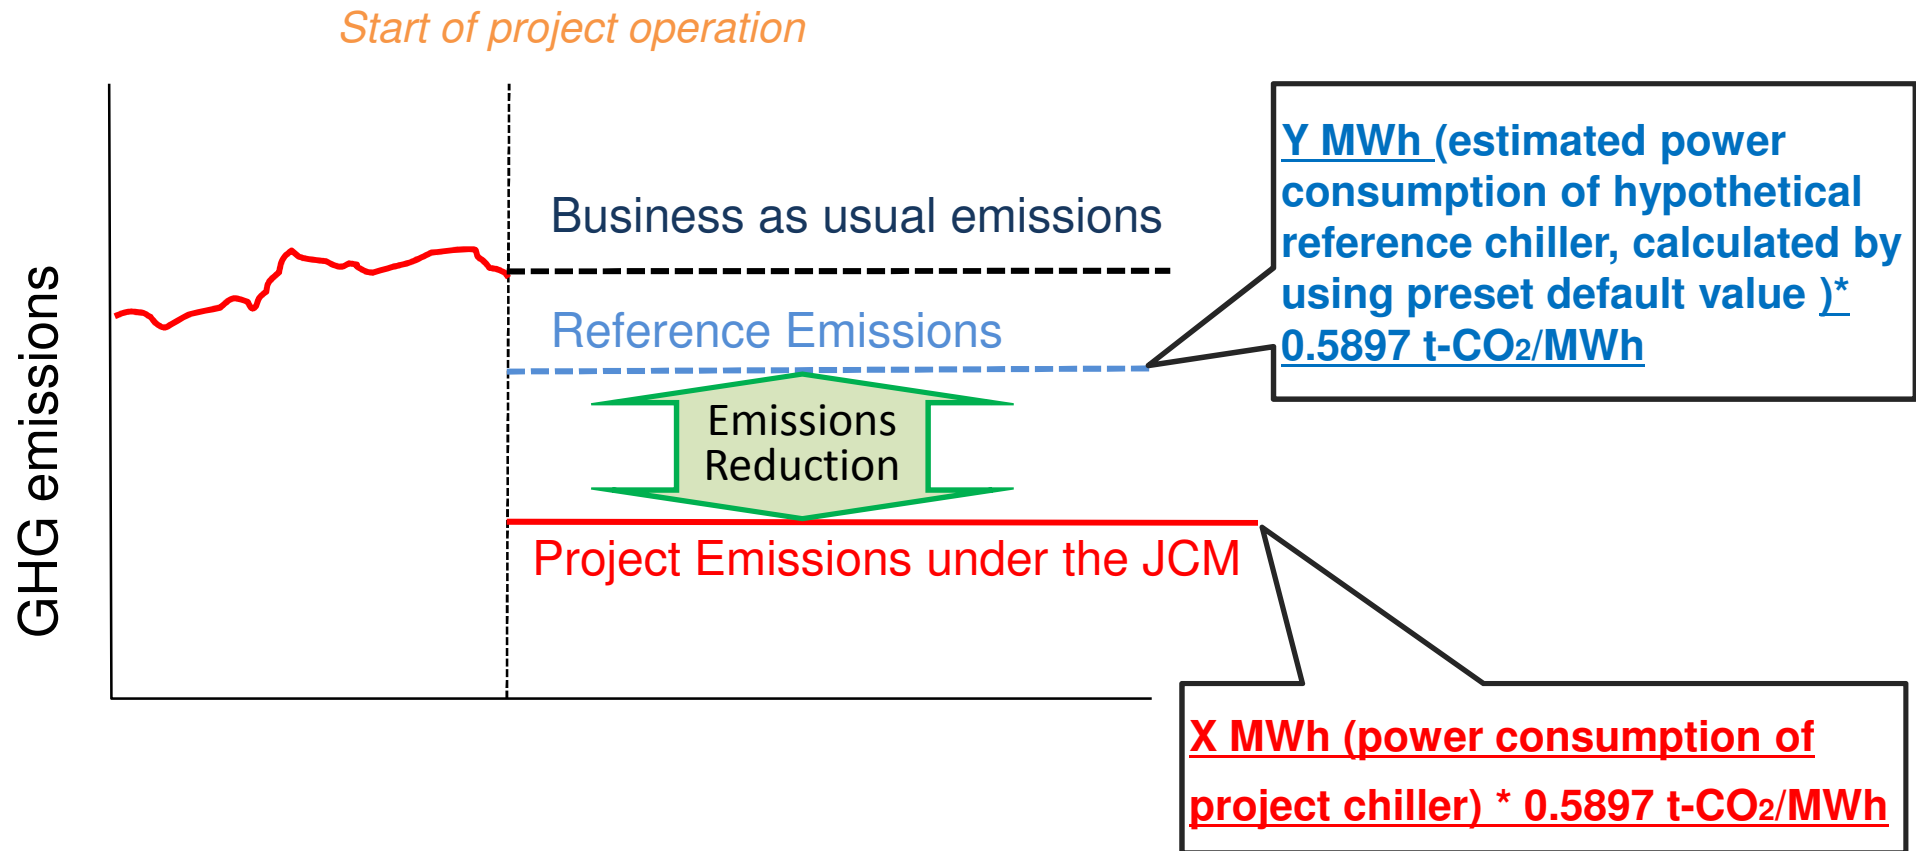 Start of project operation
GHG emissions
Business as usual emissions
Reference Emissions
Emissions
Reduction
Project Emissions under the JCM
Y MWh (estimated power
consumption of hypothetical
reference chiller, calculated by
using preset default value )*
0.5897 t-CO2/MWh
X MWh (power consumption of
project chiller) * 0.5897 t-CO2/MWh